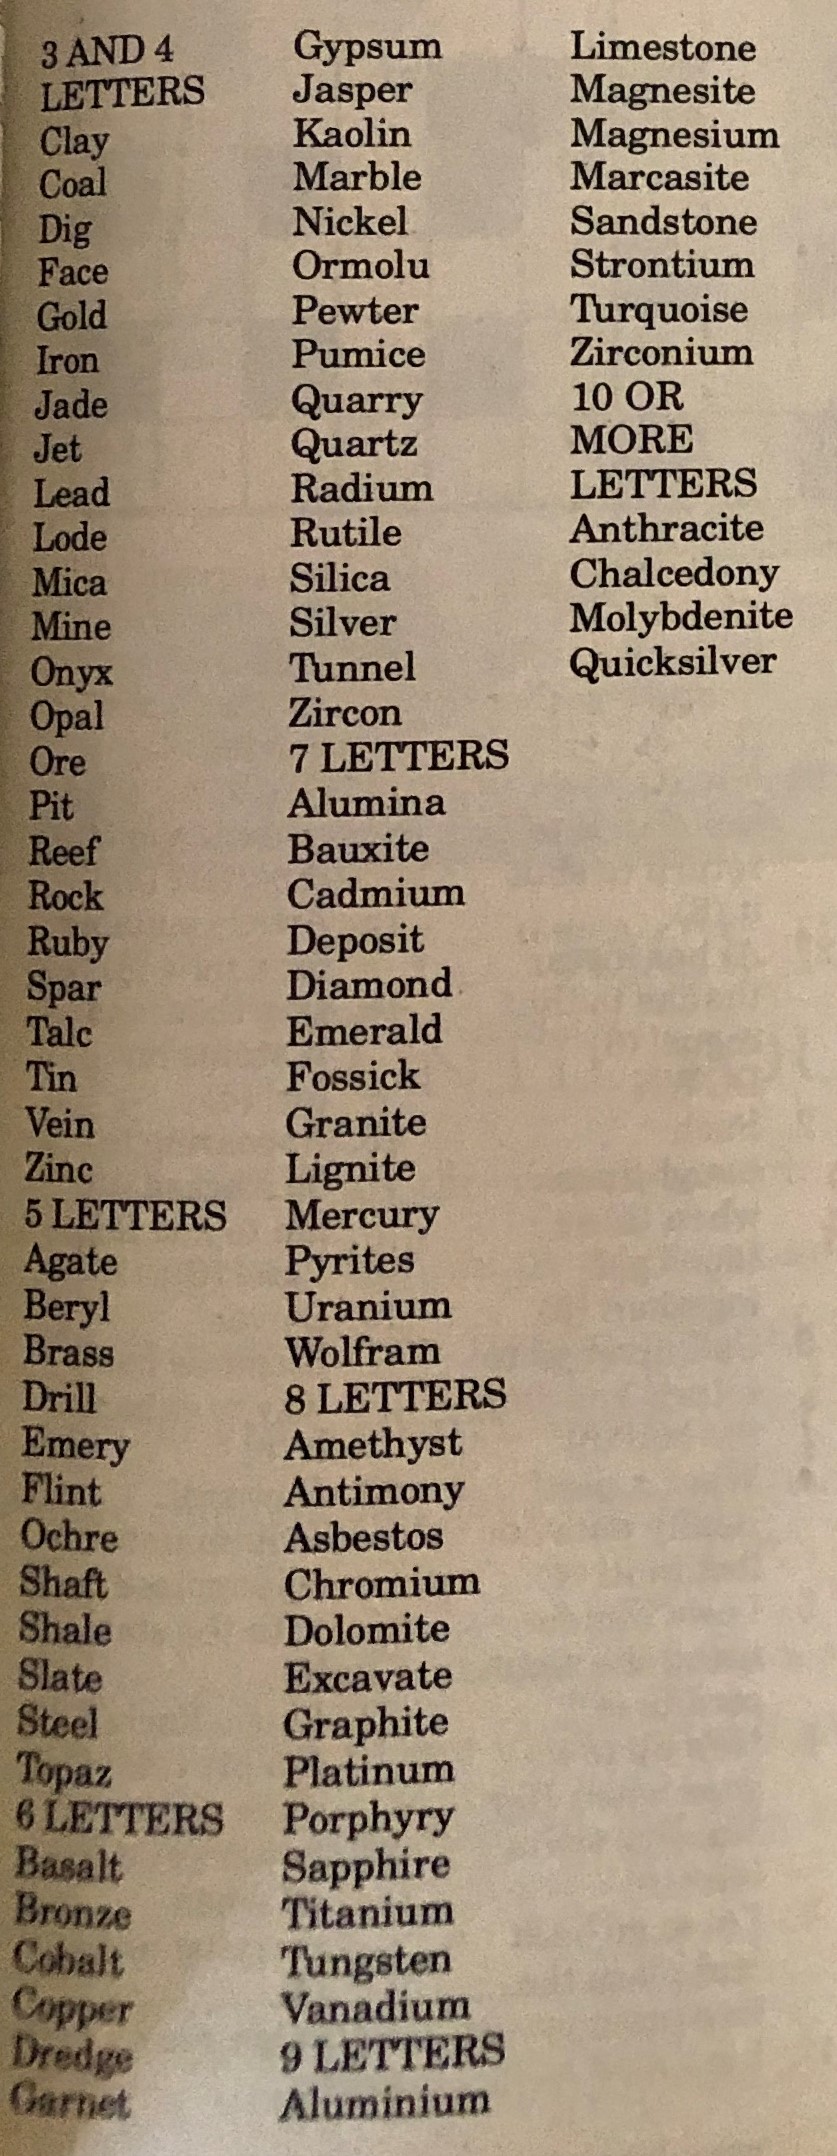 3 AND 4
LETTERS
Clay
Coal
Dig
Face
Gold
Iron
Jade
Jet
Lead
Lode
Mica
Mine
Onyx
Opal
Ore
Pit
Reef
Rock
Ruby
Spar
Talc
Tin
Vein
Zinc
5 LETTERS
Agate
Beryl
Brass
Drill
Emery
Flint
Ochre
Shaft
Shale
Slate
Steel
Topaz
6 LETTERS
Basalt
Bronze
Cobalt
Copper
Dredge
Garnet
Gypsum
Jasper
Kaolin
Marble
Nickel
Ormolu
Pewter
Pumice
Quarry
Quartz
Radium
Rutile
Silica
Silver
Tunnel
Zircon
7 LETTERS
Alumina
Bauxite
Cadmium
Deposit
Diamond
Emerald
Fossick
Granite
Lignite
Mercury
Pyrites
Uranium
Wolfram
8 LETTERS
Amethyst
Antimony
Asbestos
Chromium
Dolomite
Excavate
Graphite
Platinum
Porphyry
Sapphire
Titanium
Tungsten
Vanadium
9 LETTERS
Aluminium
Limestone
Magnesite
Magnesium
Marcasite
Sandstone
Strontium
Turquoise
Zirconium
10 OR
MORE
LETTERS
Anthracite
Chalcedony
Molybdenite
Quicksilver